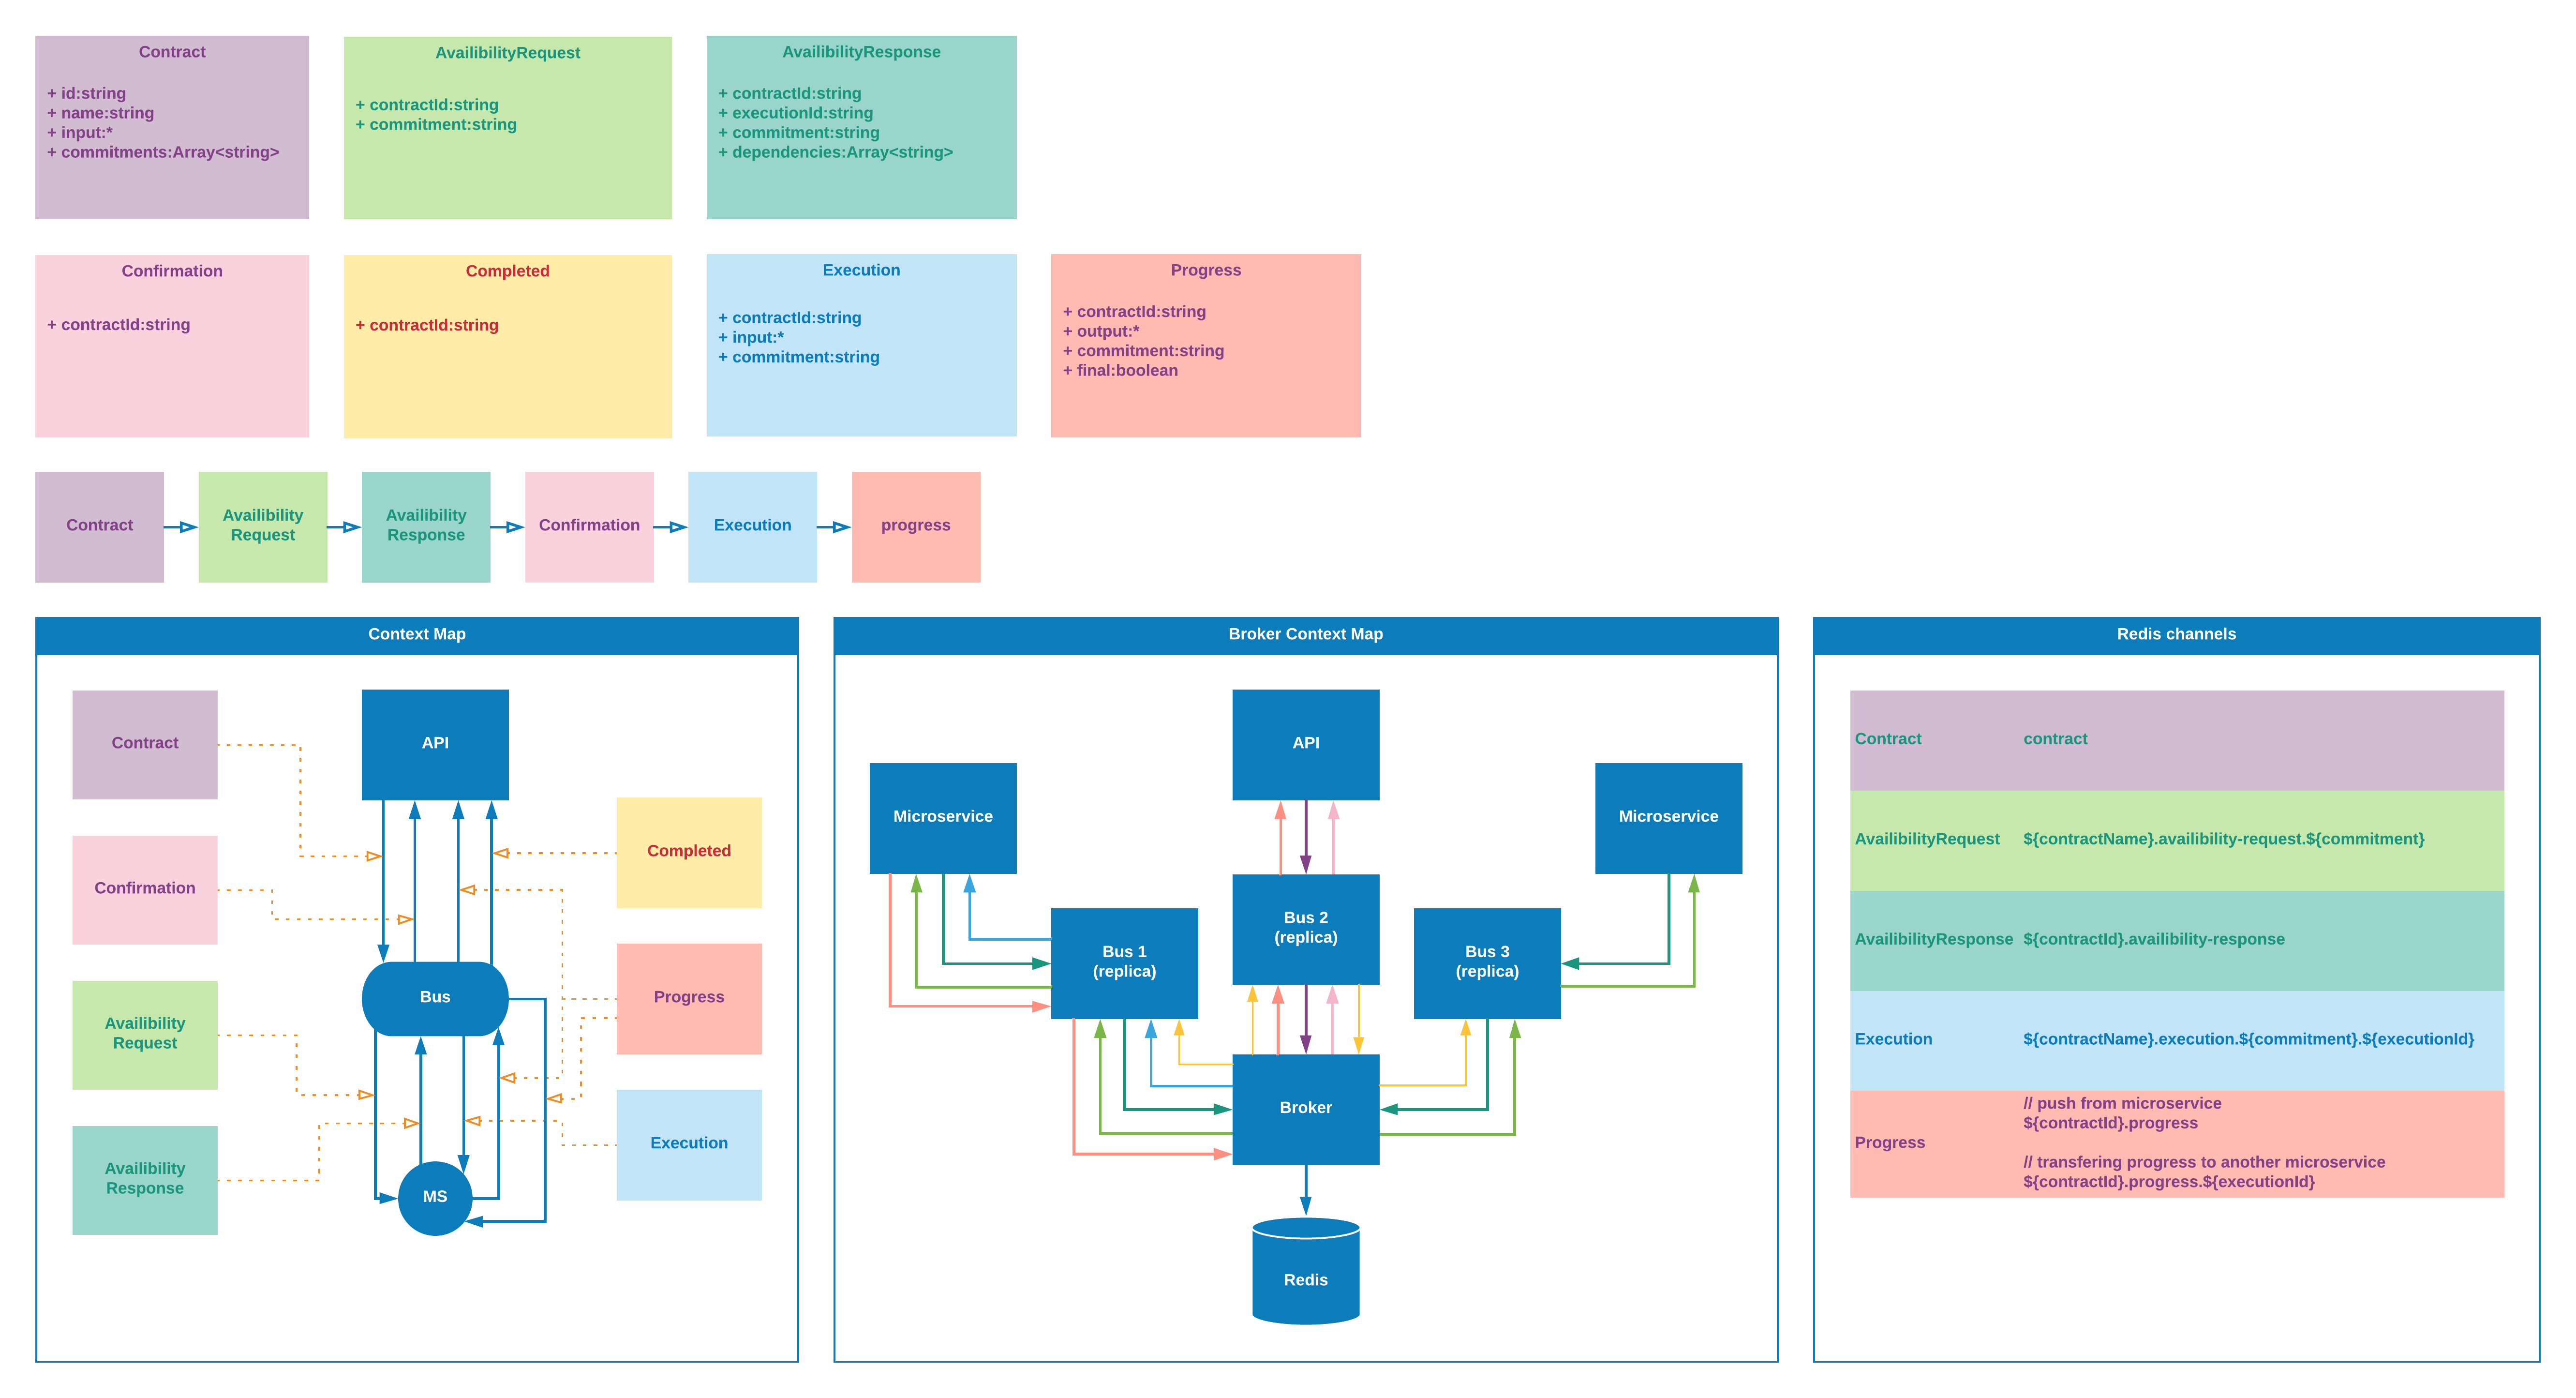 Contract
+ id:string
+ name:string
+ input:*
+ commitments:Array<string>
AvailibilityRequest
+ contractId:string
+ commitment:string
AvailibilityResponse
+ contractId:string
+ executionId:string
+ commitment:string
+ dependencies:Array<string>
Confirmation
+ contractId:string
Completed
+ contractId:string
Execution
+ contractId:string
+ input:*
+ commitment:string
Progress
+ contractId:string
+ output:*
+ commitment:string
+ final:boolean
Contract
Availibility
Request
Availibility
Response
Confirmation
Execution
progress
Context Map
Contract
Confirmation
Availibility
Request
Availibility
Response
API
Bus
MS
Completed
Progress
Execution
Broker Context Map
API
Microservice
Microservice
Bus 1
(replica)
Bus 2
(replica)
Bus 3
(replica)
Broker
Redis
Redis channels
Contract contract
AvailibilityRequest ${contractName}.availibility-request.${commitment}
AvailibilityResponse ${contractId}.availibility-response
Execution ${contractName}.execution.${commitment}.${executionId}
Progress
// push from microservice
${contractId}.progress
// transfering progress to another microservice
${contractId}.progress.${executionId}